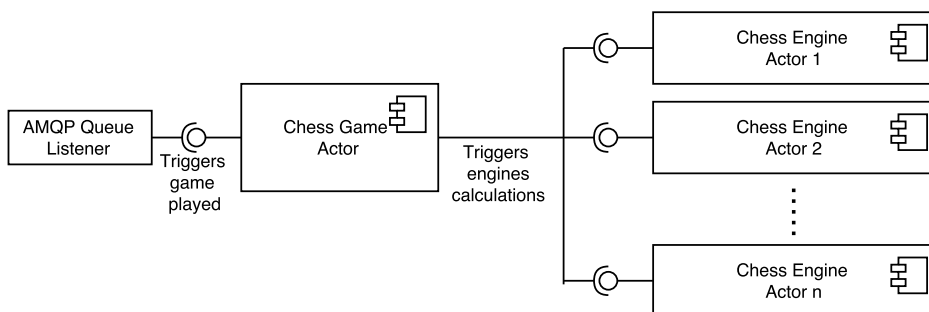 AMQP Queue
Listener
Triggers
game
played
Chess Game
Actor
Triggers
engines
calculations
Chess Engine
Actor 1
Chess Engine
Actor 2
Chess Engine
Actor n